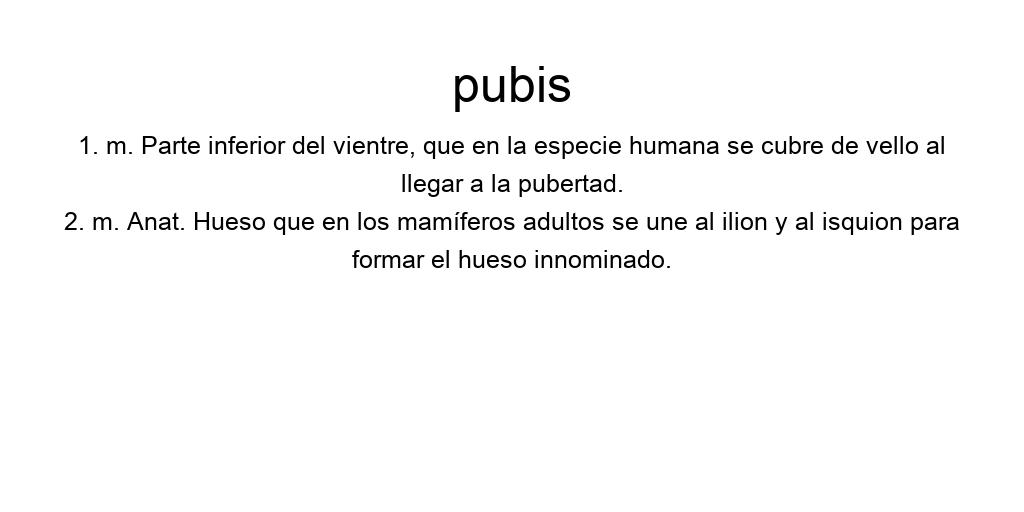 pubis
1. m. Parte inferior del vientre, que en la especie humana se cubre de vello al
llegar a la pubertad.
2. m. Anat. Hueso que en los mamíferos adultos se une al ilion y al isquion para
formar el hueso innominado.